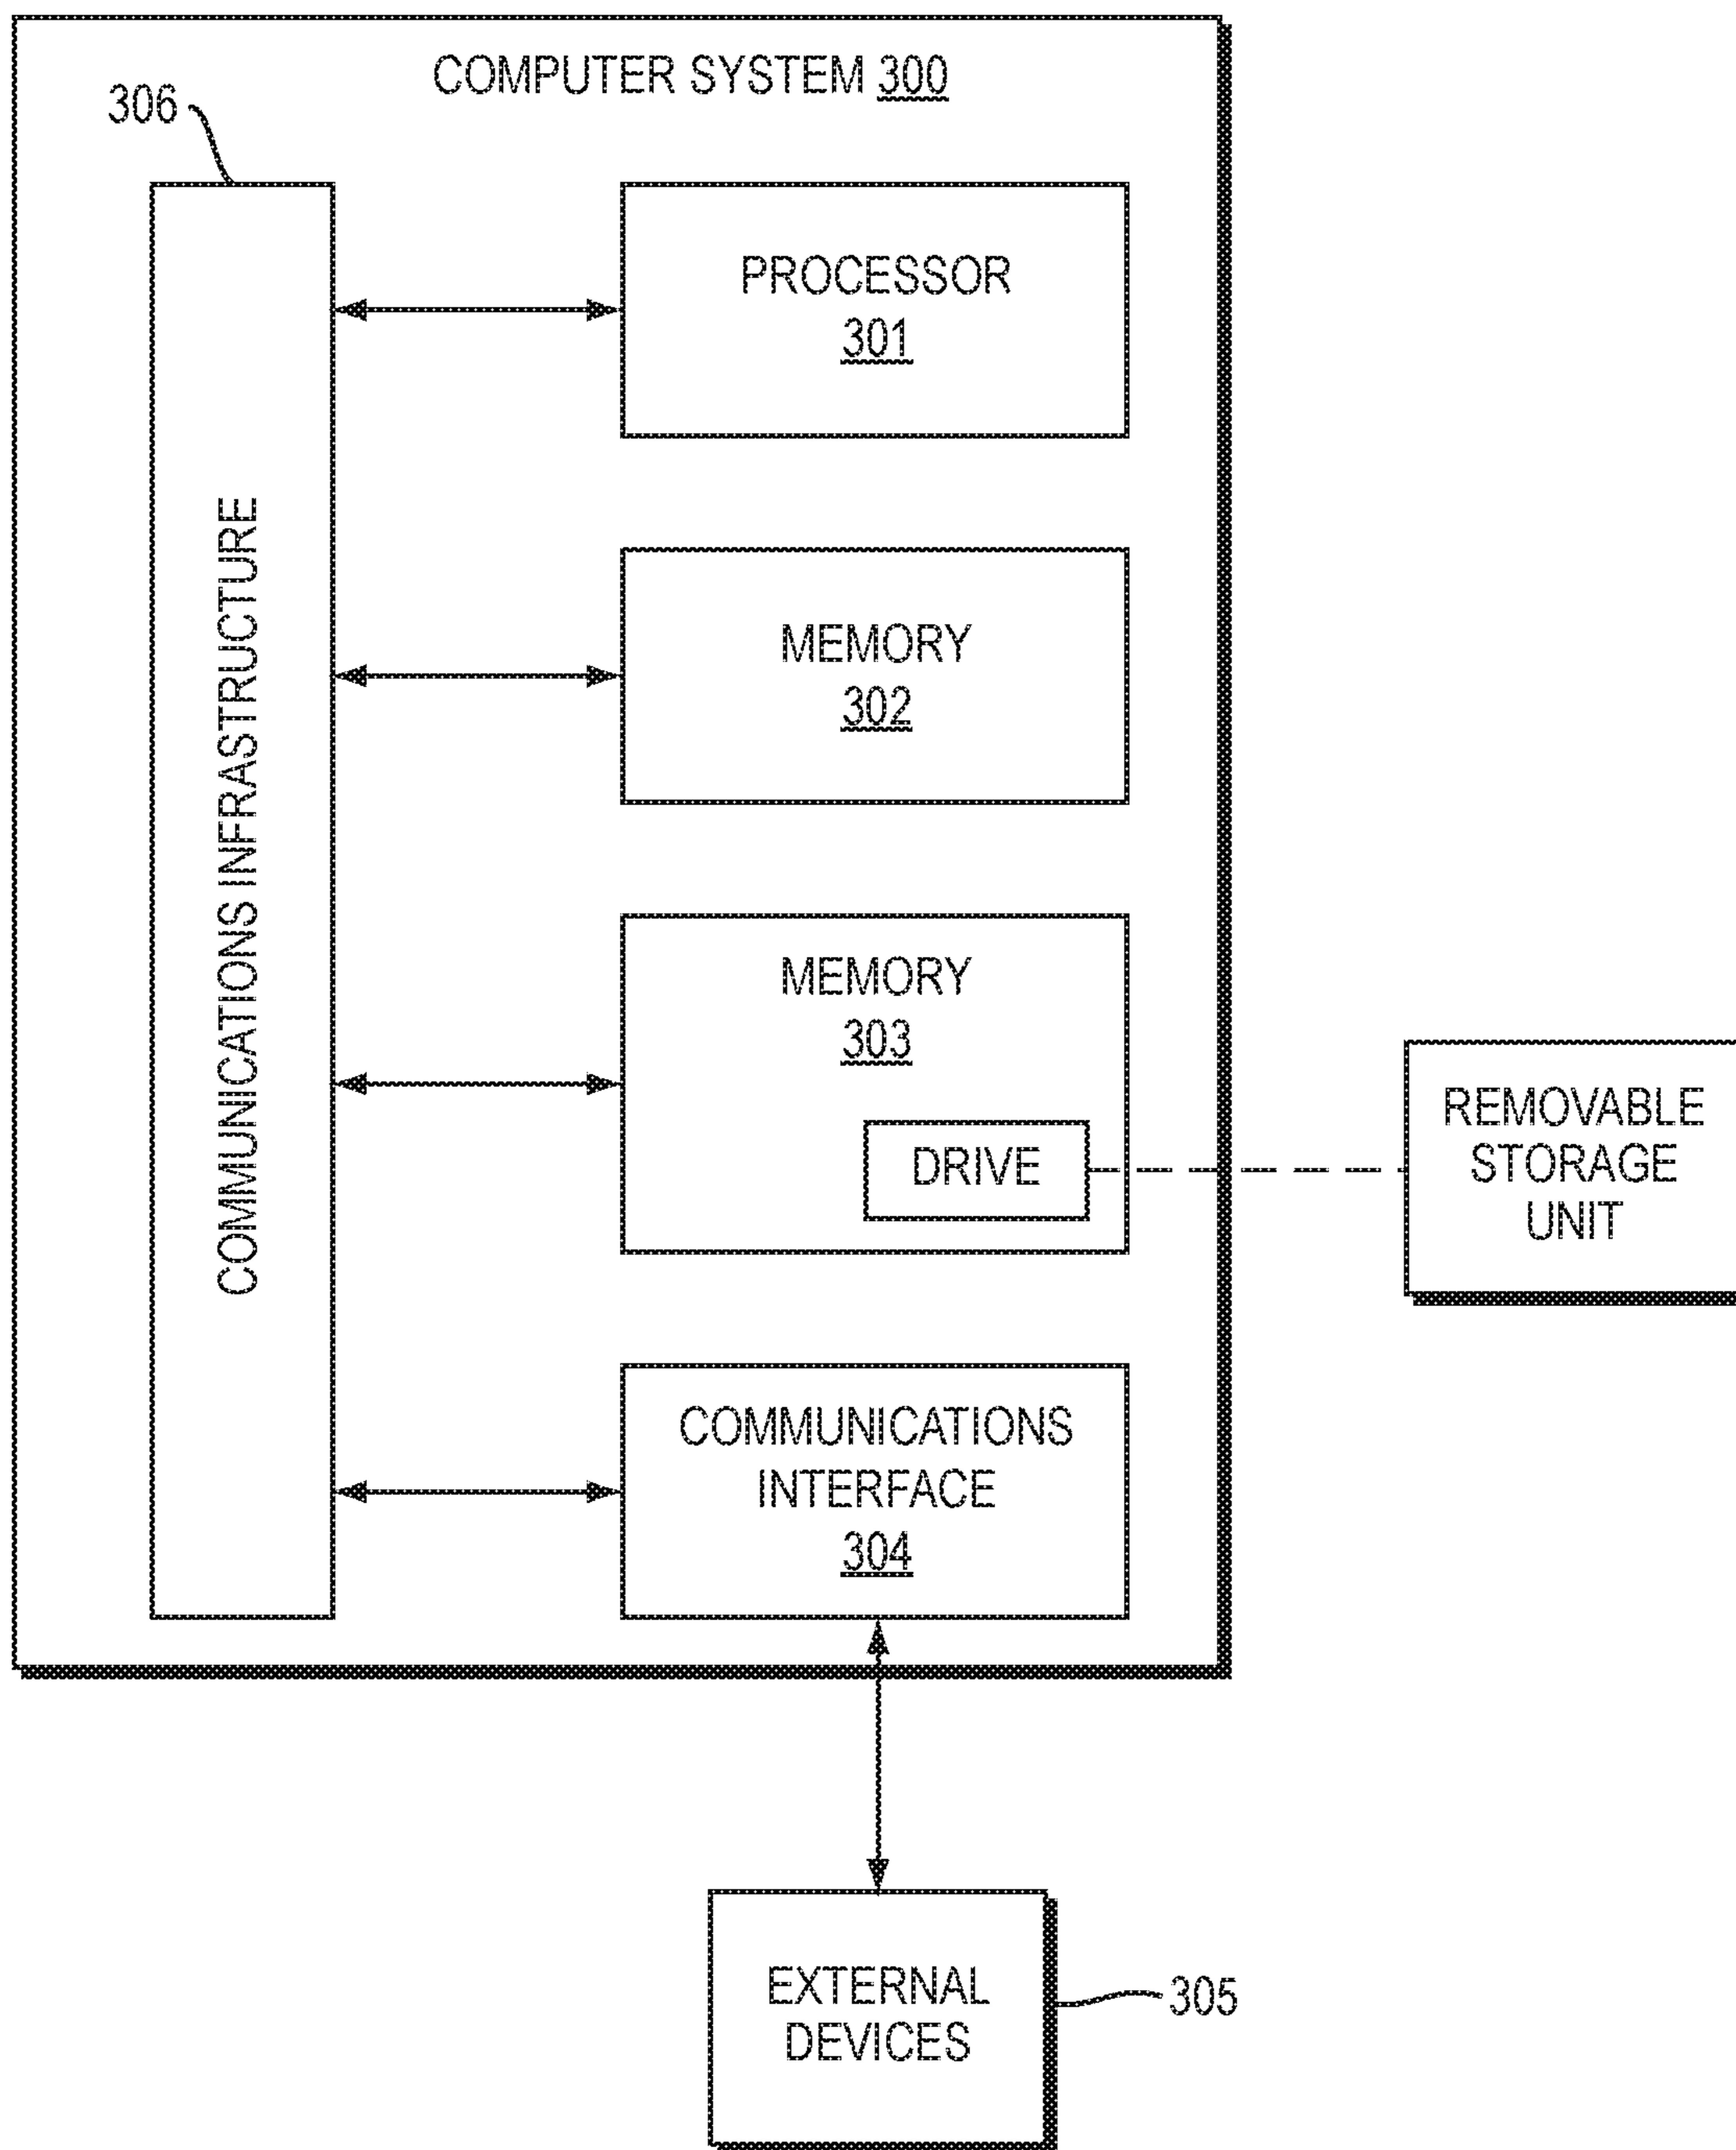 COMPUTER SYSTEM 300
306
PROCESSOR
301
COMMUNICATIONS INFRASTRUCTURE
MEMORY
302
MEMORY
303
DRIVE
REMOVABLE
STORAGE
UNIT
COMMUNICATIONS
INTERFACE
304
EXTERNAL
DEVICES
305